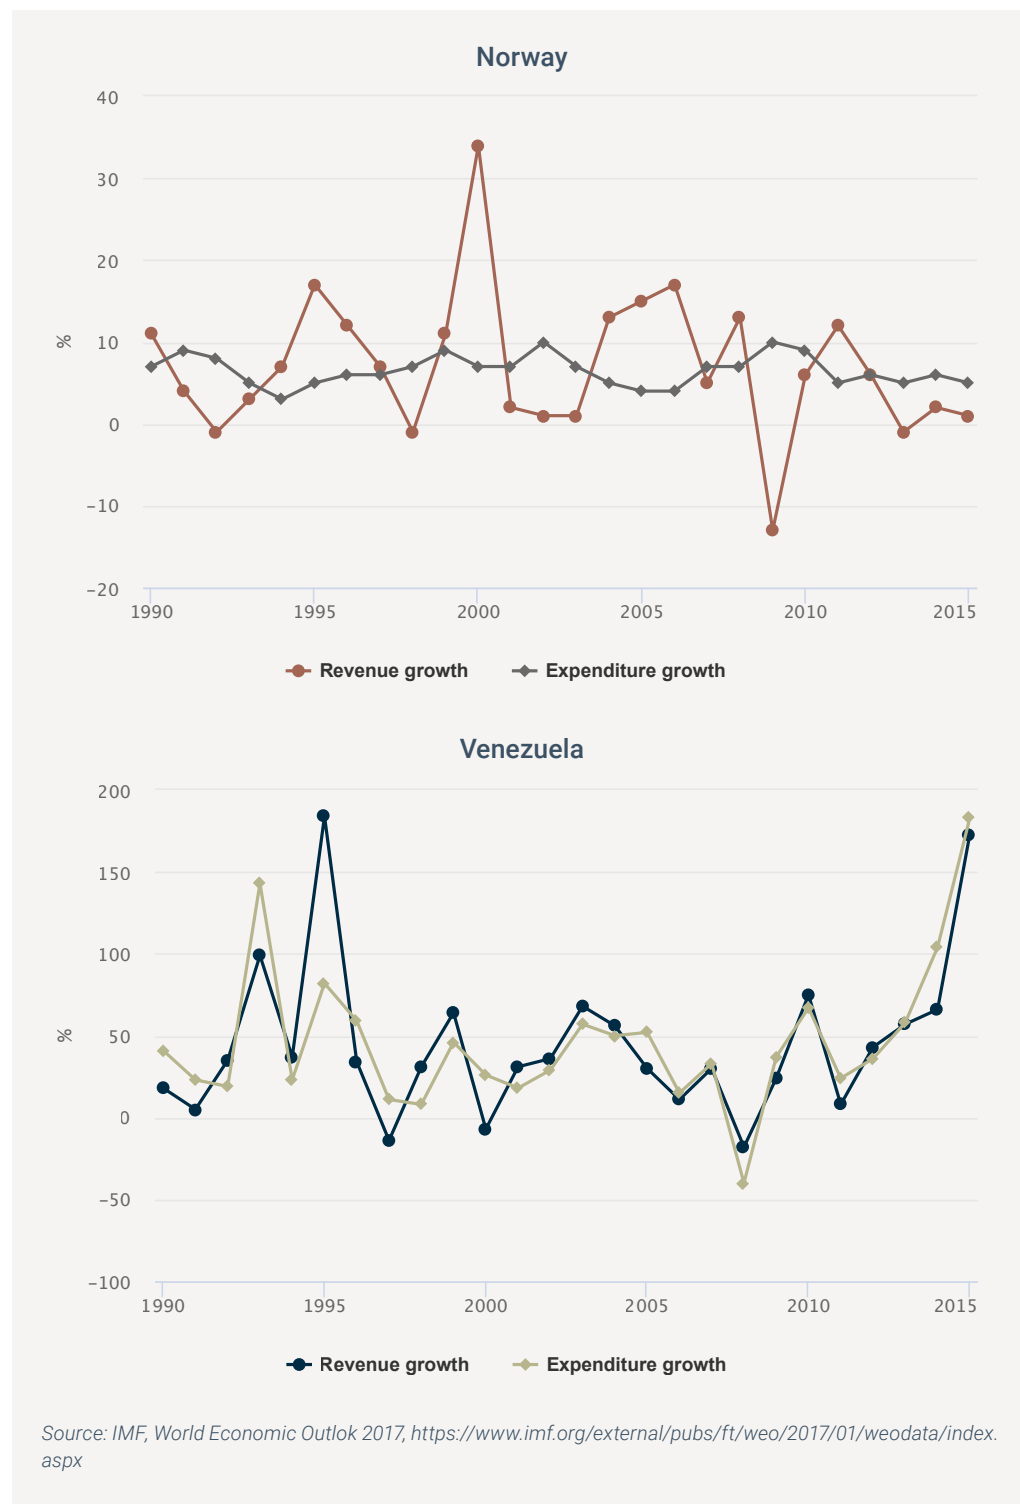 Norway
40
30
20
10
0
−10
−20
%
1990 1995 2000 2005 2010 2015
Revenue growth Expenditure growth
Venezuela
200
150
100
50
0
−50
−100
%
1990 1995 2000 2005 2010 2015
Revenue growth Expenditure growth
Source: IMF, World Economic Outlok 2017, https://www.imf.org/external/pubs/ft/weo/2017/01/weodata/index.
aspx